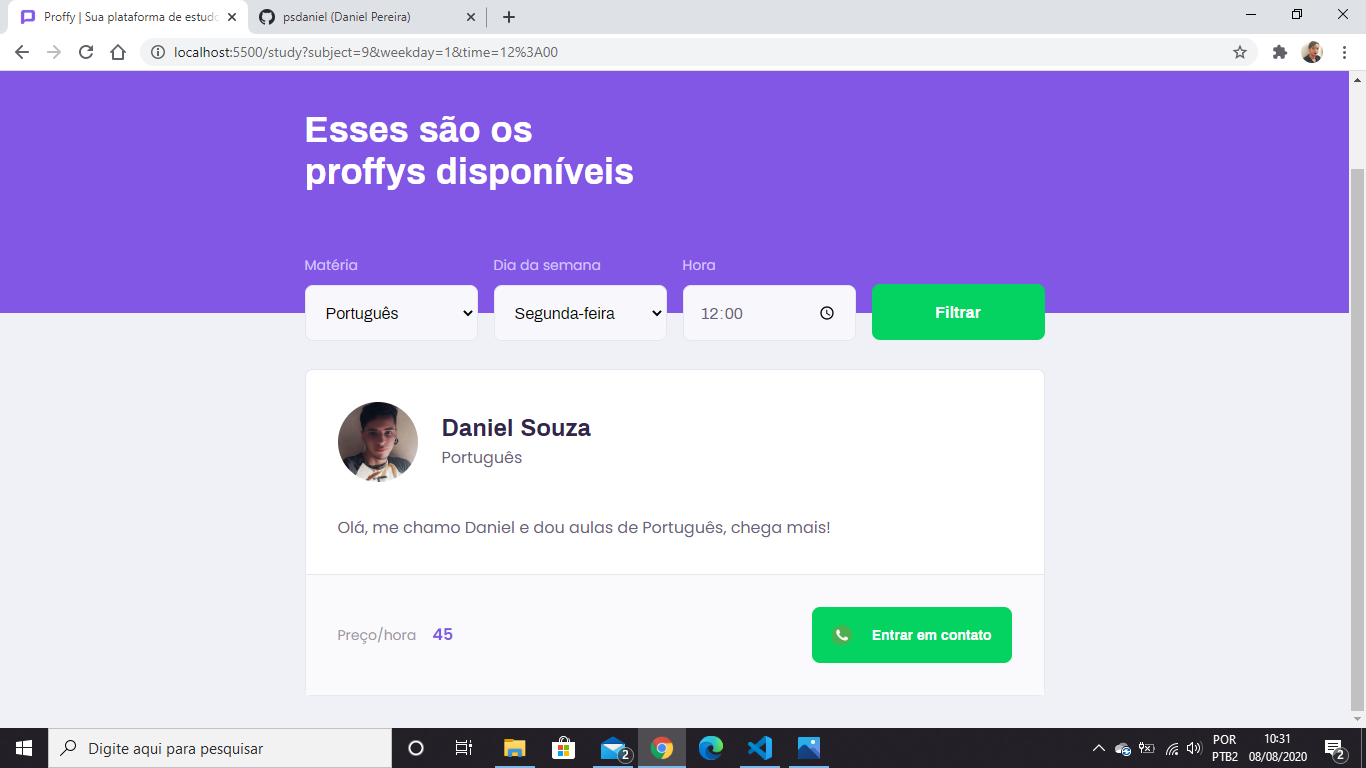 Proffy | Sua plataforma de estudo
psdaniel (Daniel Pereira)
localhost:5500/study?subject=9&weekday=1&time=12%3A00
Esses são os
proffys disponíveis
Matéria
Dia da semana
Hora
Português
Segunda-feira
12:00
Filtrar
Daniel Souza
Português
Olá, me chamo Daniel e dou aulas de Português, chega mais!
Preço/hora 45
Entrar em contato
Digite aqui para pesquisar
2
POR
PTB2
10:31
08/08/2020
2